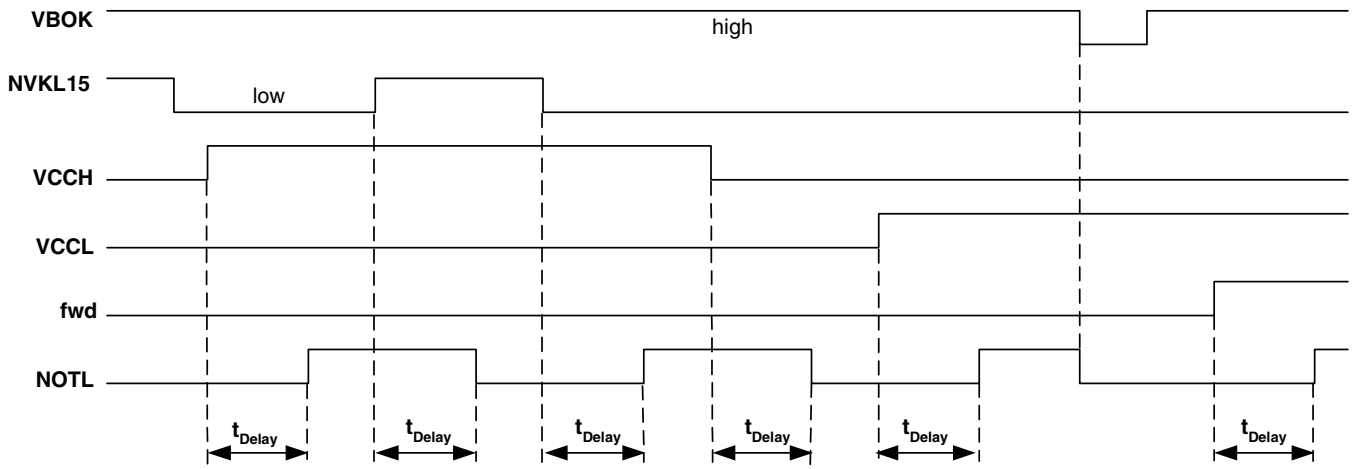 VBOK
high
NVKL15
low
VCCH
VCCL
fwd
NOTL
tDelay tDelay tDelay tDelay tDelay tDelay